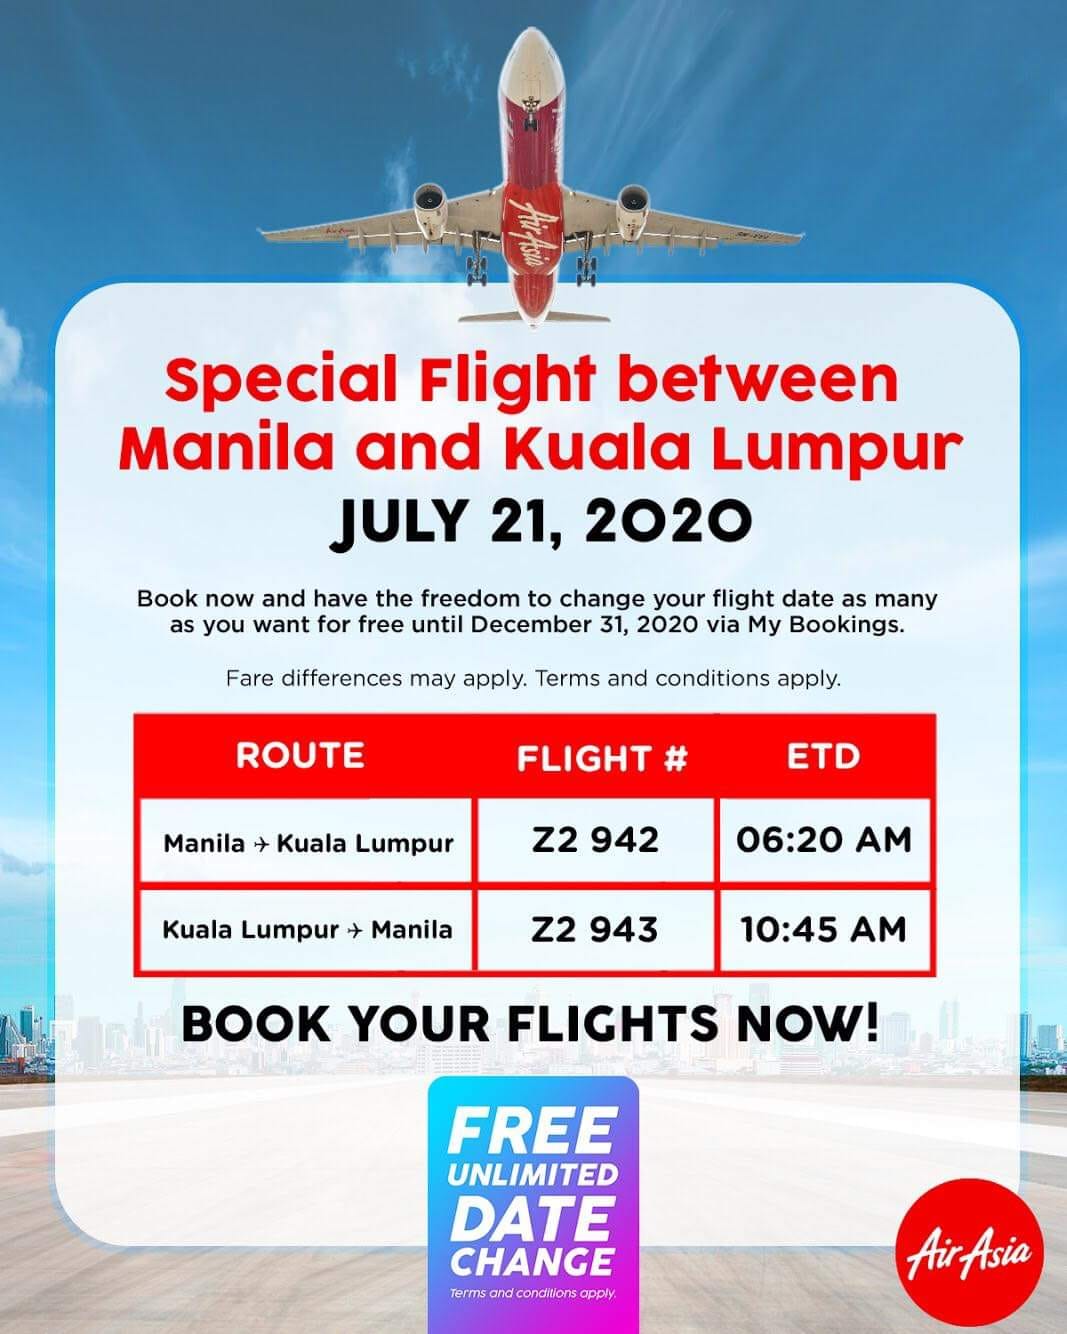 AirAsia
Special Flight between
Manila and Kuala Lumpur
JULY 21, 2020
Book now and have the freedom to change your flight date as many
as you want for free until December 31, 2020 via My Bookings.
Fare differences may apply. Terms and conditions apply.
ROUTE FLIGHT # ETD
Manila ✈ Kuala Lumpur Z2 942 06:20 AM
Kuala Lumpur ✈ Manila Z2 943 10:45 AM
BOOK YOUR FLIGHTS NOW!
FREE
UNLIMITED
DATE
CHANGE
Terms and conditions apply.
AirAsia